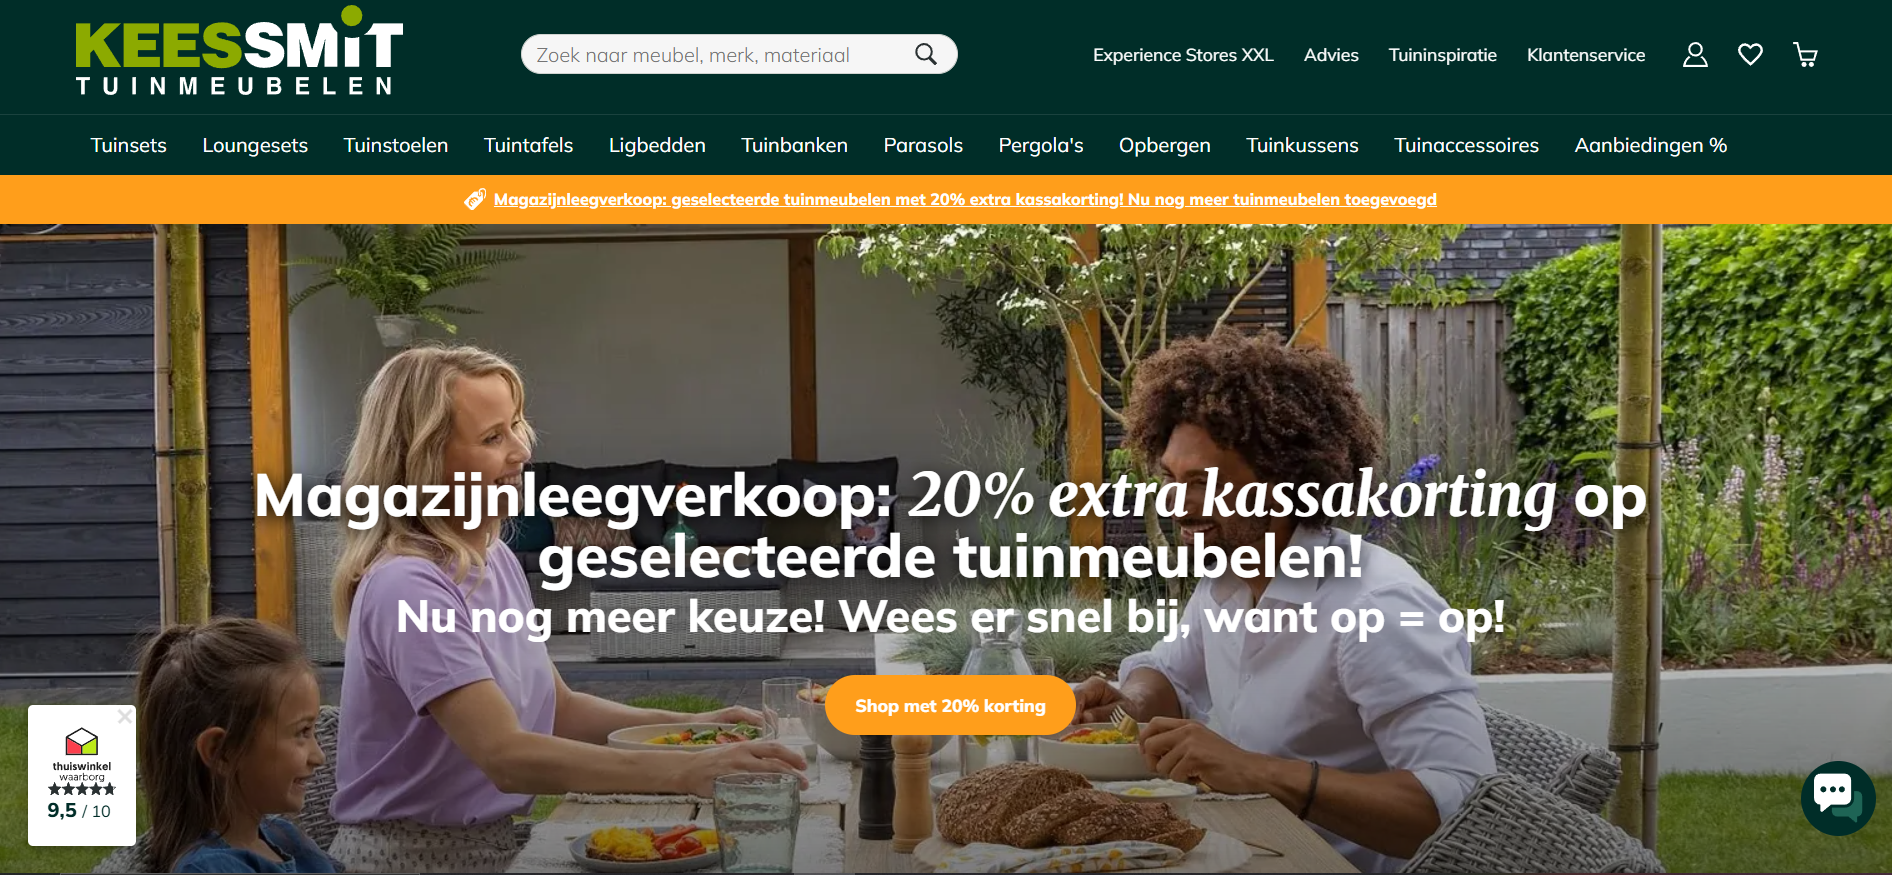 KEESSMIT
TUINMEUBELEN
Zoek naar meubel, merk, materiaal
Experience Stores XXL
Advies
Tuininspiratie
Klantenservice
Tuinsets
Loungesets
Tuinstoelen
Tuintafels
Ligbedden
Tuinbanken
Parasols
Pergola's
Opbergen
Tuinkussens
Tuinaccessoires
Aanbiedingen %
Magazijnleegverkoop: geselecteerde tuinmeubelen met 20% extra kassakorting! Nu nog meer tuinmeubelen toegevoegd
Magazijnleegverkoop: 20% extra kassakorting op
geselecteerde tuinmeubelen!
Nu nog meer keuze! Wees er snel bij, want op = op!
Shop met 20% korting
thuiswinkel
waarborg
9,5 / 10